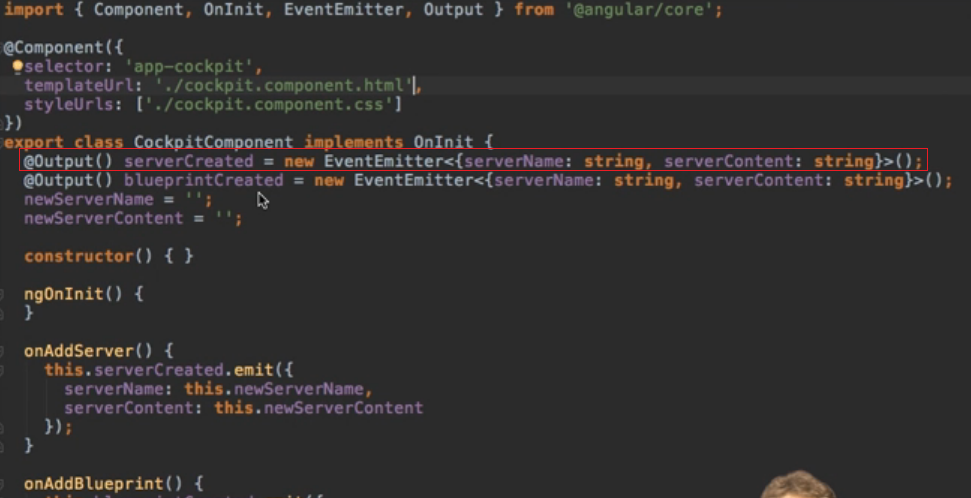 import { Component, OnInit, EventEmitter, Output } from '@angular/core';
@Component({
selector: 'app-cockpit',
templateUrl: './cockpit.component.html',
styleUrls: ['./cockpit.component.css']
})
export class CockpitComponent implements OnInit {
@Output() serverCreated = new EventEmitter<{serverName: string, serverContent: string}>();
@Output() blueprintCreated = new EventEmitter<{serverName: string, serverContent: string}>();
newServerName = '';
newServerContent = '';
constructor() { }
ngOnInit() {
}
onAddServer() {
this.serverCreated.emit({
serverName: this.newServerName,
serverContent: this.newServerContent
});
}
onAddBlueprint() {